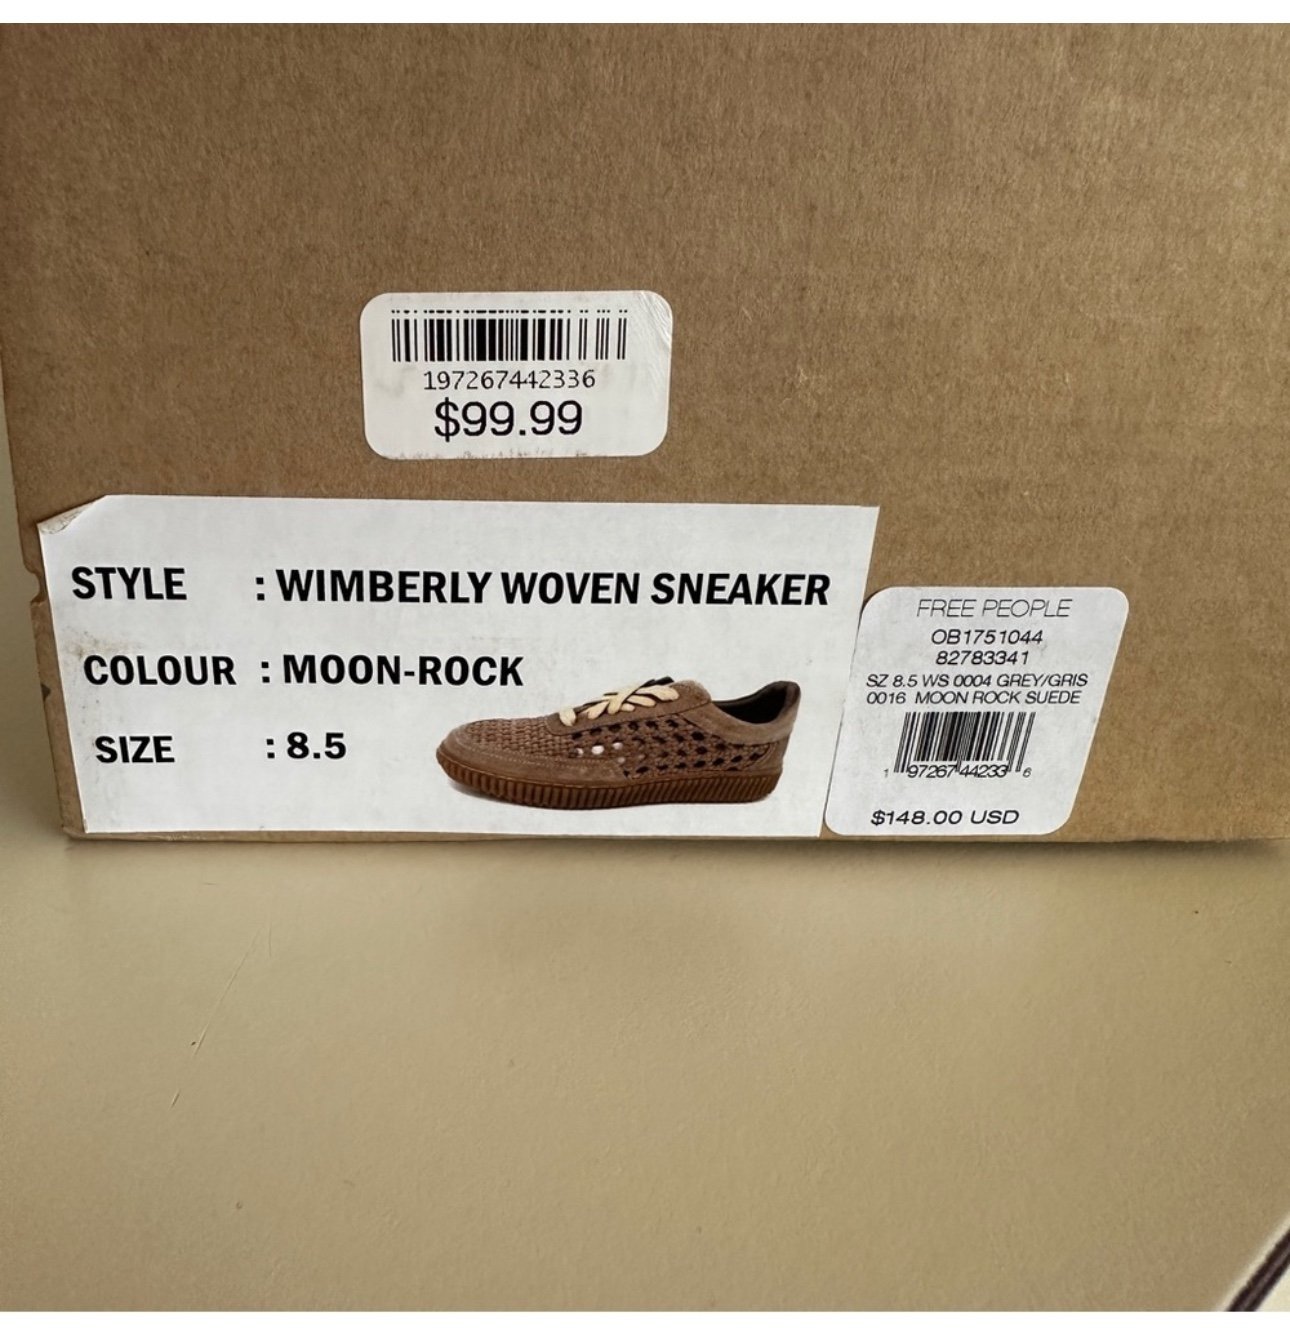 197267442336
$99.99
STYLE : WIMBERLY WOVEN SNEAKER
COLOUR : MOON-ROCK
SIZE : 8.5
FREE PEOPLE
OB1751044
82783341
SZ 8.5 WS 0004 GREY/GRIS
0016 MOON ROCK SUEDE
1 97267 44233 6
$148.00 USD